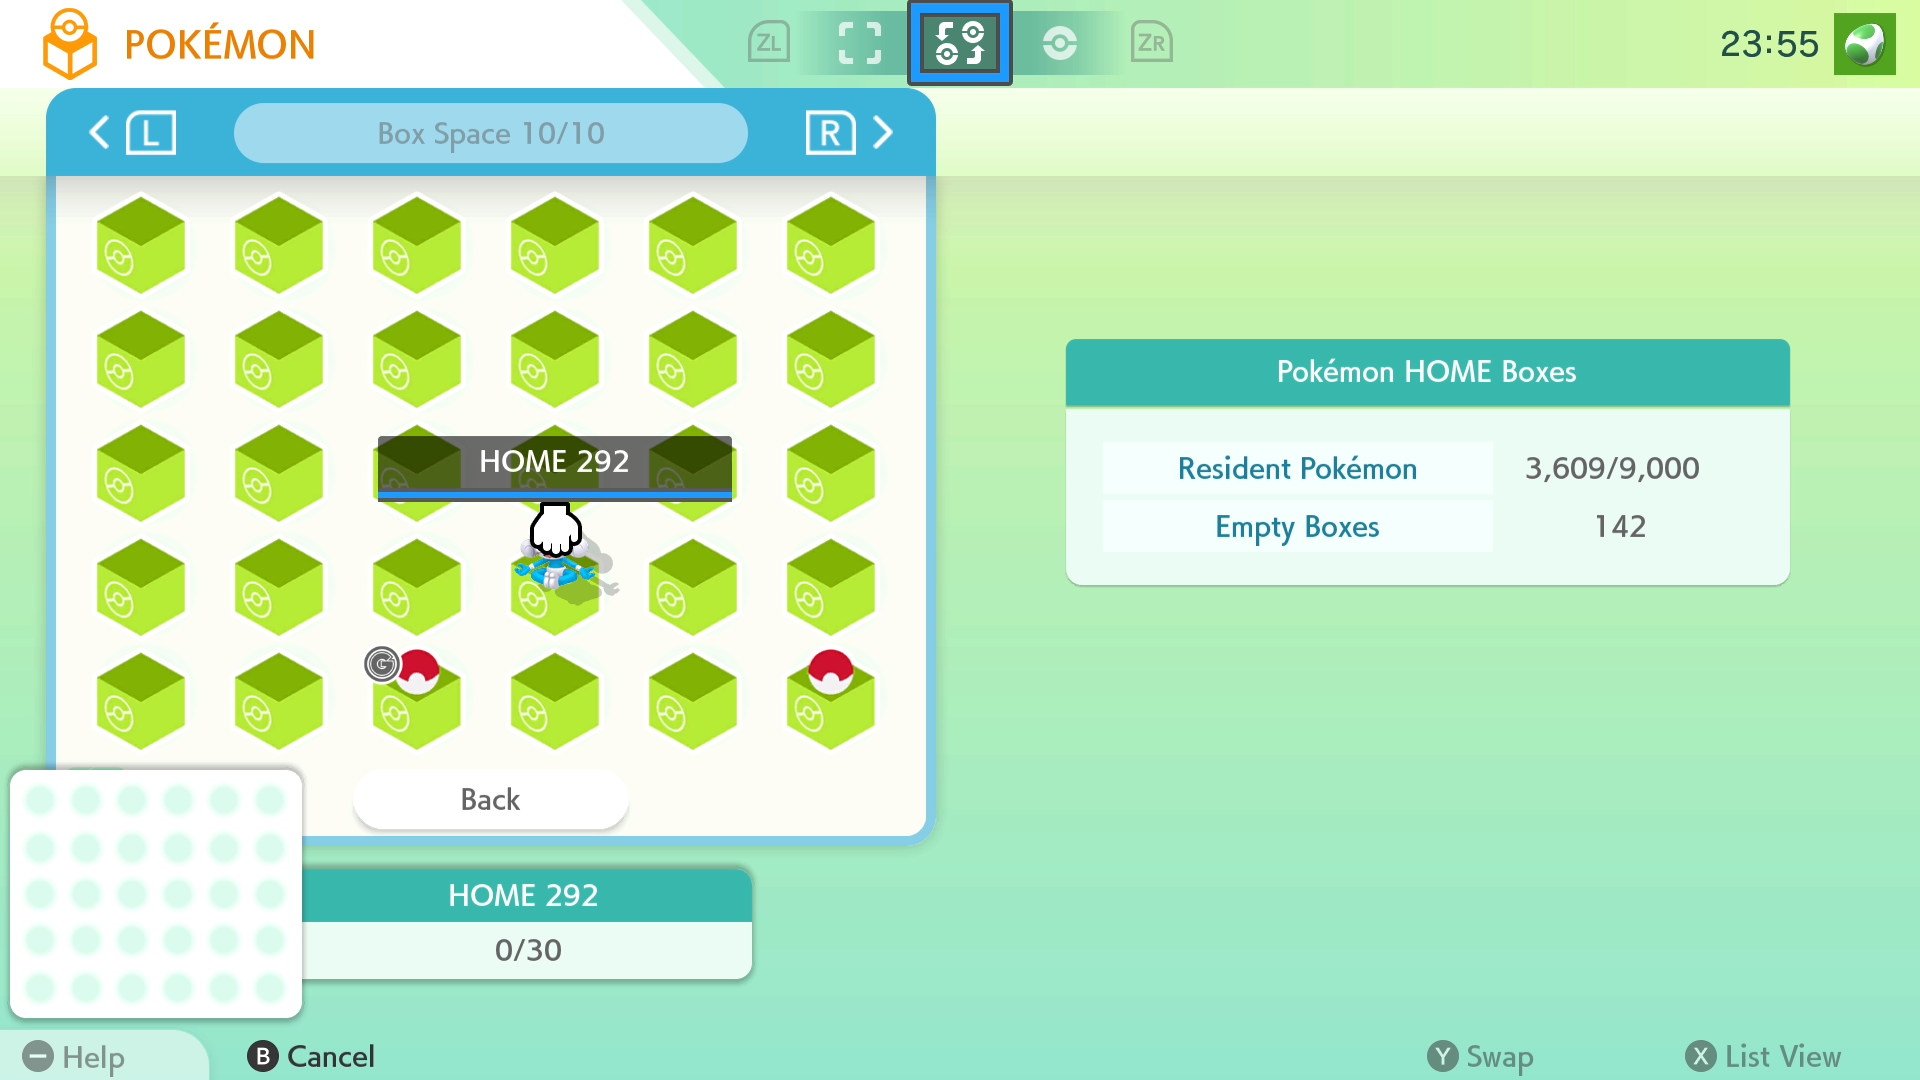 POKÉMON
ZL
ZR
23:55
L
Box Space 10/10
R
HOME 292
Pokémon HOME Boxes
Resident Pokémon 3,609/9,000
Empty Boxes 142
Back
HOME 292
0/30
Help
B Cancel
Y Swap
X List View